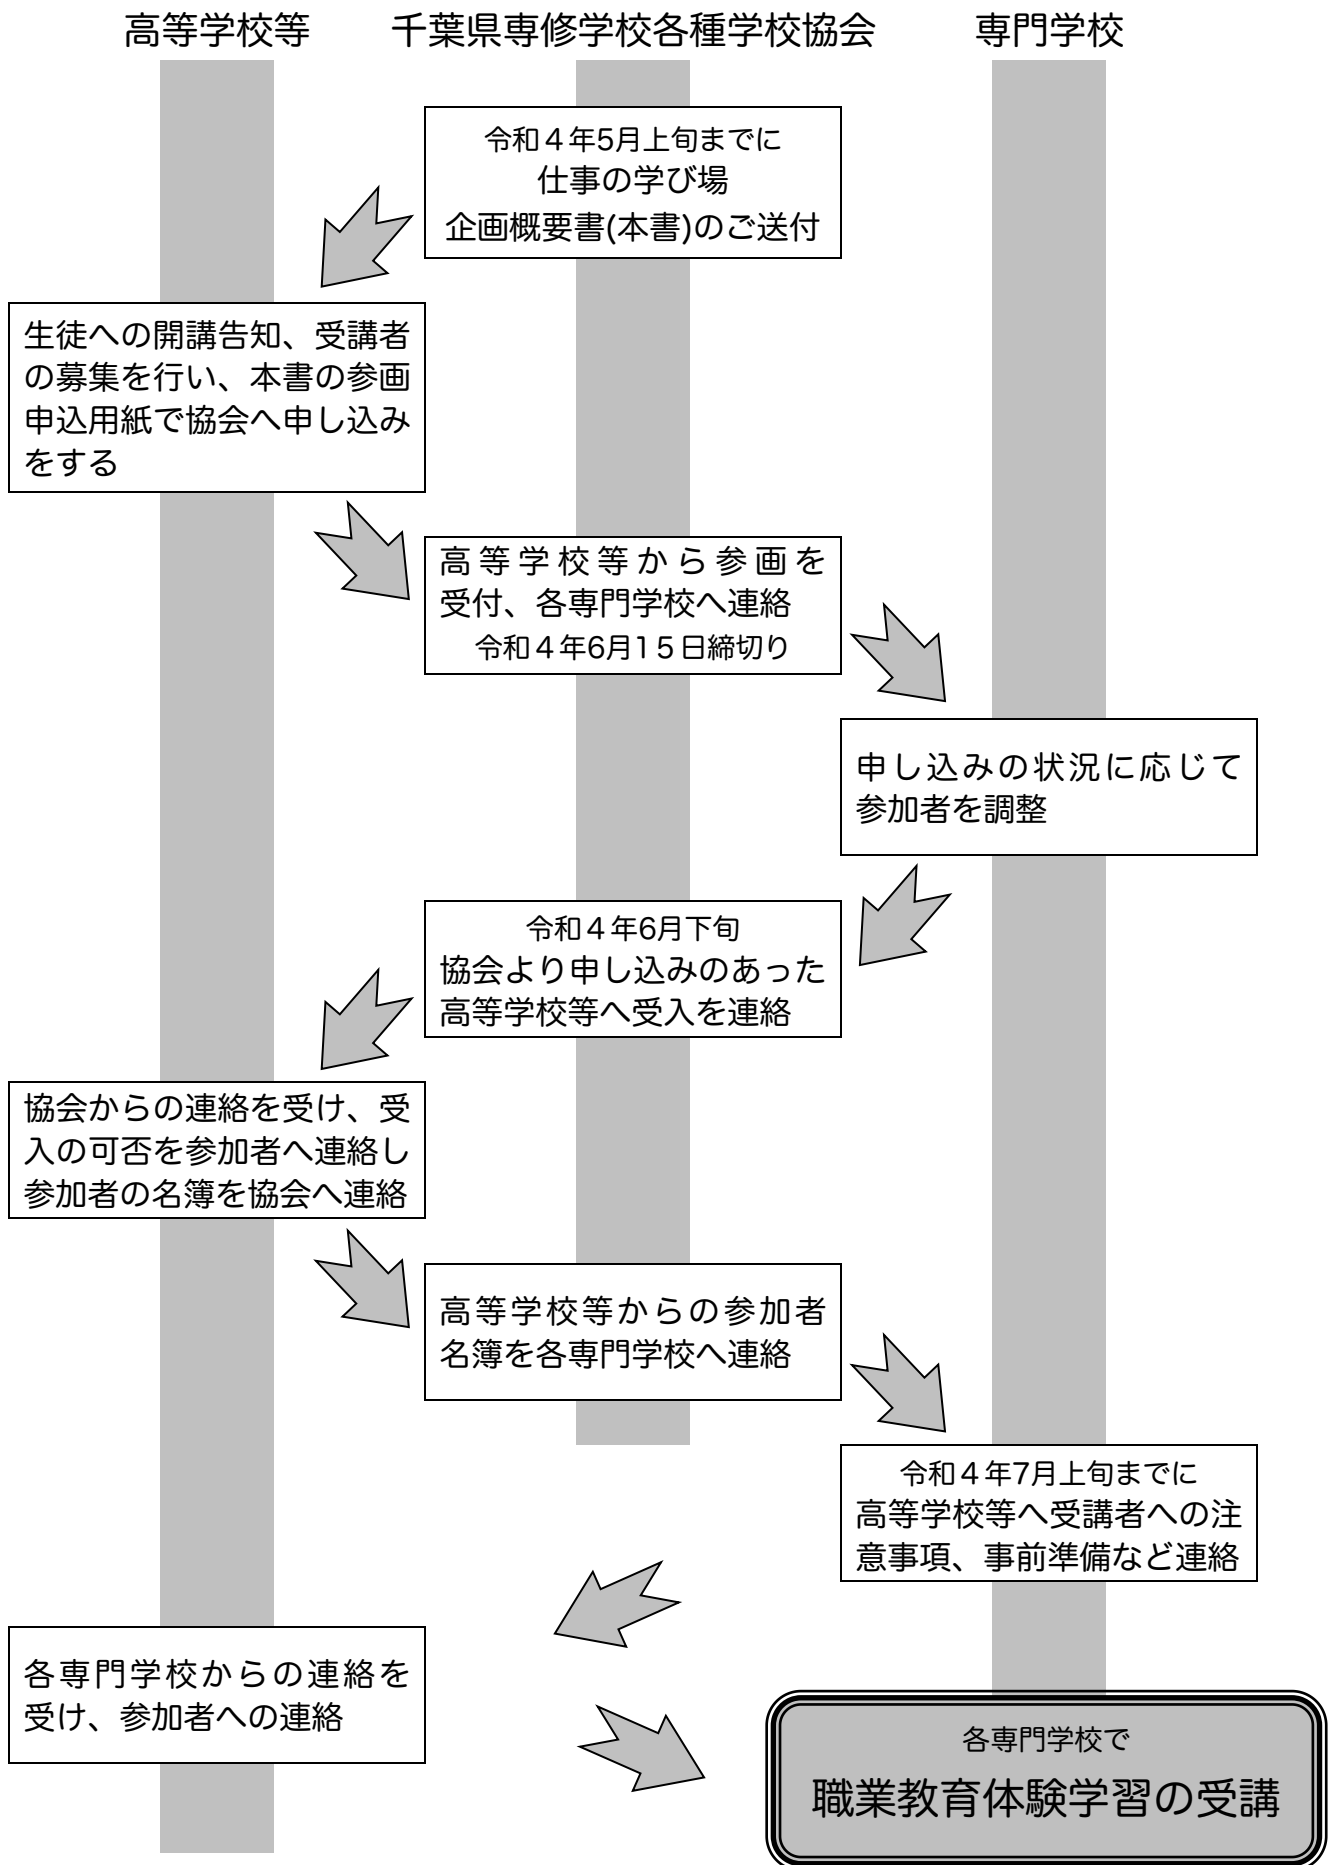 高等学校等
千葉県専修学校各種学校協会
専門学校
令和４年5月上旬までに
仕事の学び場
企画概要書(本書)のご送付
生徒への開講告知、受講者
の募集を行い、本書の参画
申込用紙で協会へ申し込み
をする
高等学校等から参画を
受付、各専門学校へ連絡
令和４年6月1５日締切り
申し込みの状況に応じて
参加者を調整
令和４年6月下旬
協会より申し込みのあった
高等学校等へ受入を連絡
協会からの連絡を受け、受
入の可否を参加者へ連絡し
参加者の名簿を協会へ連絡
高等学校等からの参加者
名簿を各専門学校へ連絡
令和４年7月上旬までに
高等学校等へ受講者への注
意事項、事前準備など連絡
各専門学校からの連絡を
受け、参加者への連絡
各専門学校で
職業教育体験学習の受講